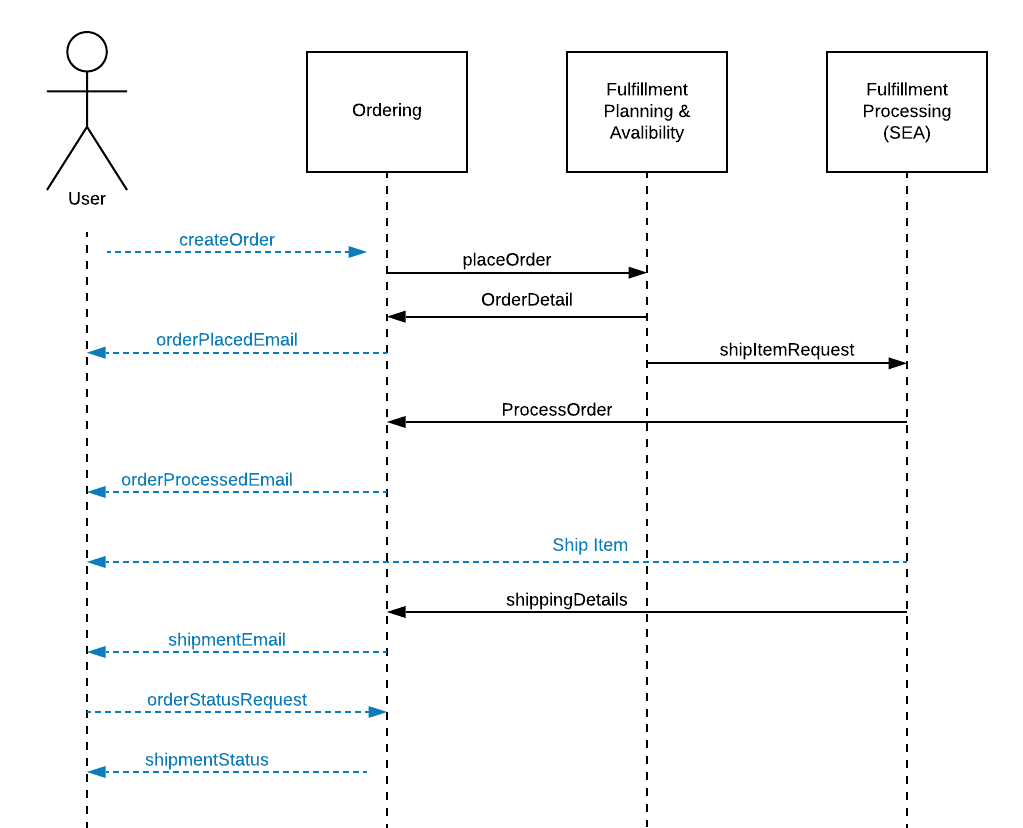 Ordering
Fulfillment
Planning &
Avalibility
Fulfillment
Processing
(SEA)
User
createOrder
placeOrder
OrderDetail
orderPlacedEmail
shipItemRequest
ProcessOrder
orderProcessedEmail
Ship Item
shippingDetails
shipmentEmail
orderStatusRequest
shipmentStatus